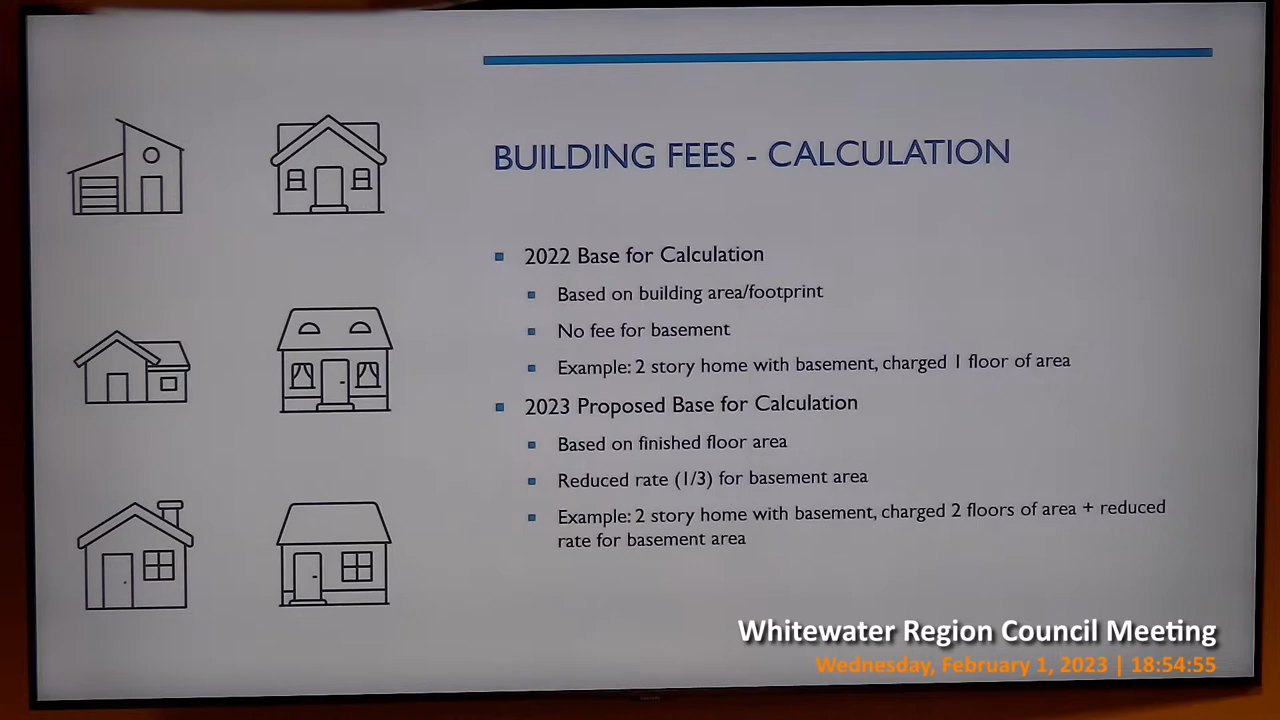 BUILDING FEES - CALCULATION
2022 Base for Calculation
Based on building area/footprint
No fee for basement
Example: 2 story home with basement, charged 1 floor of area
2023 Proposed Base for Calculation
Based on finished floor area
Reduced rate (1/3) for basement area
Example: 2 story home with basement, charged 2 floors of area + reduced
rate for basement area
Whitewater Region Council Meeting
Wednesday, February 1, 2023 | 18:54:55